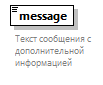 message
Текст сообщения с
дополнительной
информацией